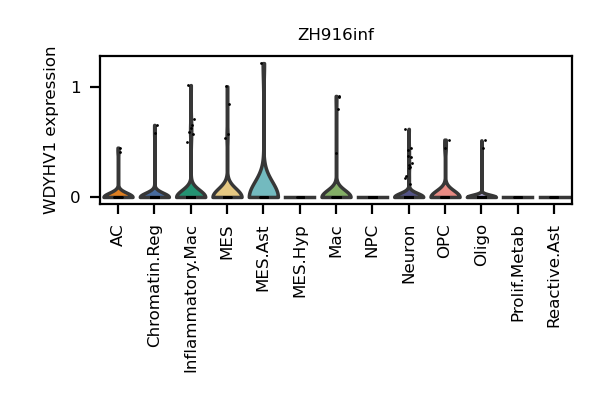 ZH916inf
WDYHV1 expression
1
0
AC
Chromatin.Reg
Inflammatory.Mac
MES
MES.Ast
MES.Hyp
Mac
NPC
Neuron
OPC
Oligo
Prolif.Metab
Reactive.Ast